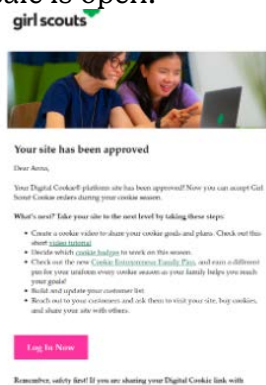 sale is open.
girl scouts
Your site has been approved
Dear Anna,
Your Digital Cookie® platform site has been approved! Now you can accept Girl
Scout Cookie orders during your cookie season.
What's next? Take your site to the next level by taking these steps:
Create a cookie video to share your cookie goals and plans. Check out this
short video tutorial
Decide which cookie badges to work on this season.
Check out the new Cookie Entrepreneur Family Pin, and earn a different
pin for your uniform every cookie season as your family helps you reach
your goals!
Build and update your customer list.
Reach out to your customers and ask them to visit your site, buy cookies,
and share your site with others.
Log In Now
Remember, safety first! If you are sharing your Digital Cookie link with